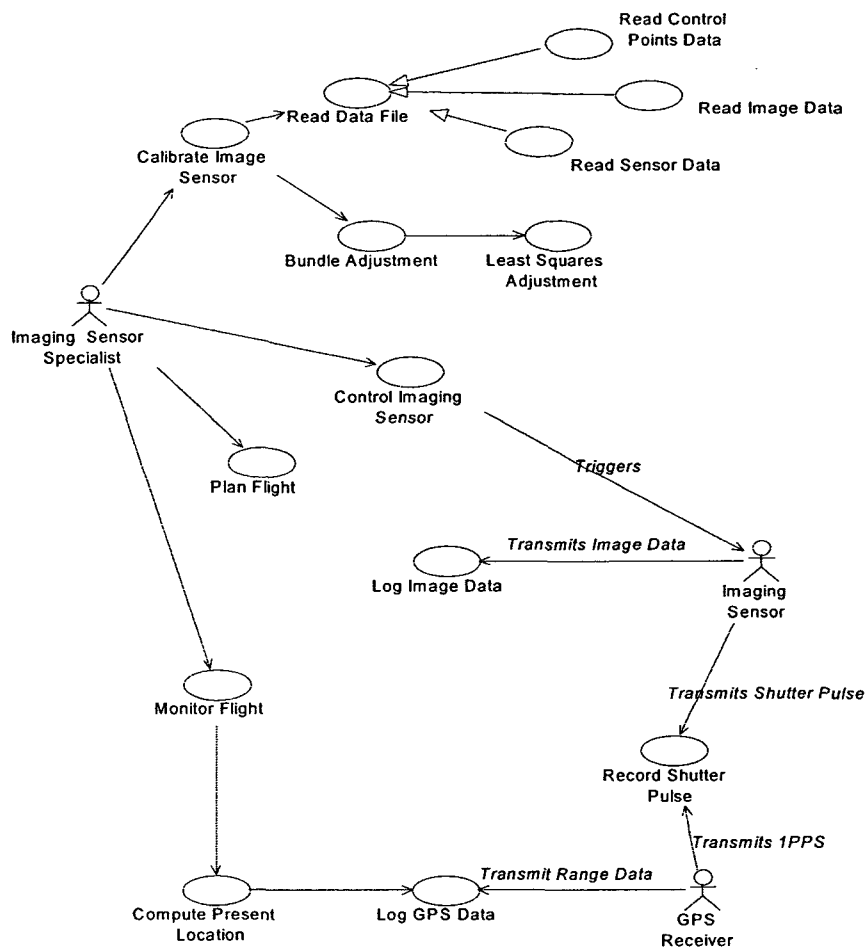 Read Control
Points Data
Read Data File
Read Image Data
Calibrate Image
Sensor
Read Sensor Data
Bundle Adjustment
Least Squares
Adjustment
Imaging Sensor
Specialist
Control Imaging
Sensor
Triggers
Plan Flight
Transmits Image Data
Log Image Data
Imaging
Sensor
Monitor Flight
Transmits Shutter Pulse
Record Shutter
Pulse
Transmits 1PPS
Transmit Range Data
Compute Present
Location
Log GPS Data
GPS
Receiver